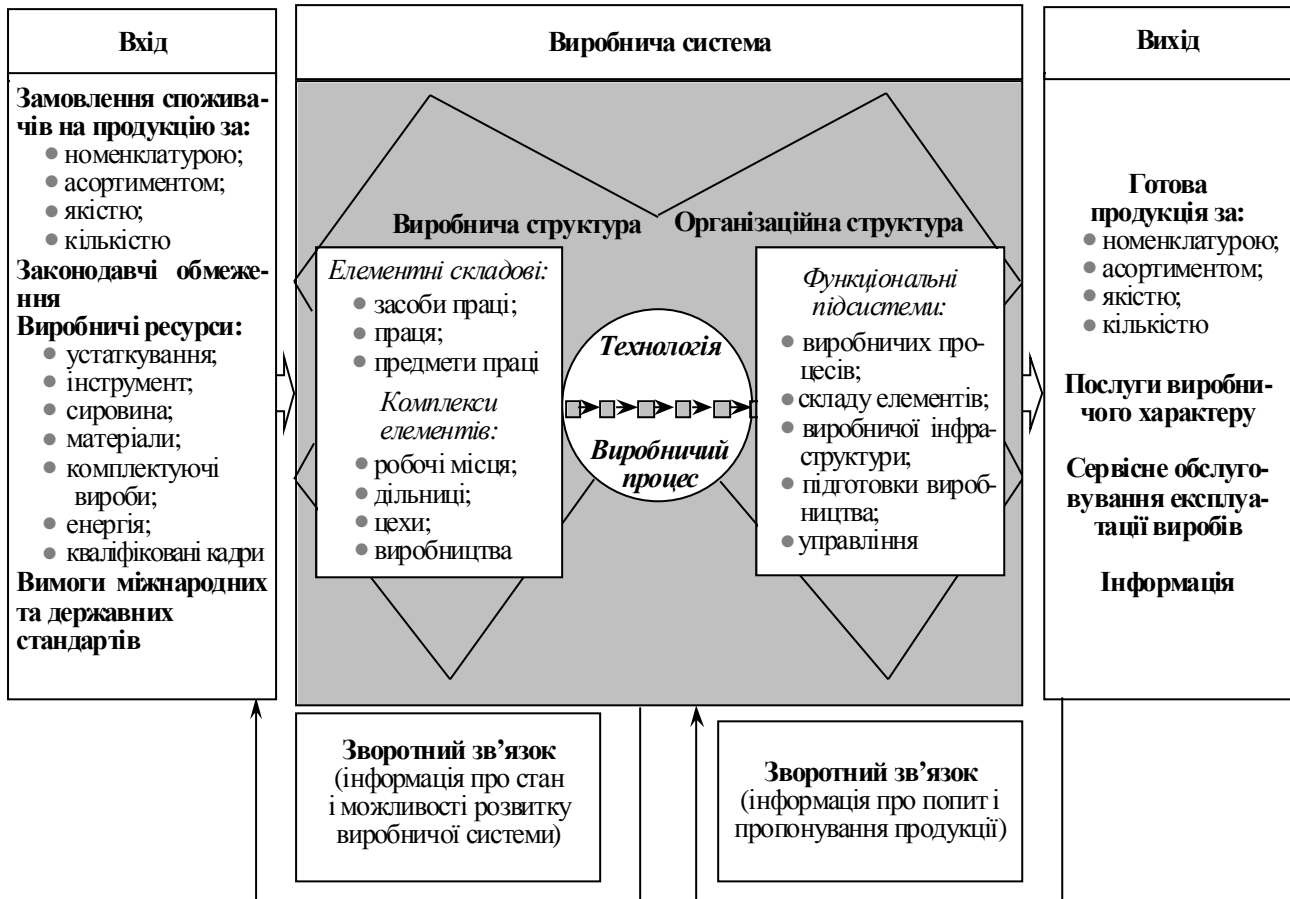 Вхід
Замовлення спожива-
чів на продукцію за:
номенклатурою;
асортиментом;
якістю;
кількістю
Законодавчі обмеже-
ння
Виробничі ресурси:
устаткування;
інструмент;
сировина;
матеріали;
комплектуючі
вироби;
енергія;
кваліфіковані кадри
Вимоги міжнародних
та державних
стандартів
Виробнича система
Виробнича структура
Елементні складові:
засоби праці;
праця;
предмети праці
Комплекси
елементів:
робочі місця;
дільниці;
цехи;
виробництва
Технологія
Виробничий
процес
Організаційна структура
Функціональні
підсистеми:
виробничих про-
цесів;
складу елементів;
виробничої інфра-
структури;
підготовки вироб-
ництва;
управління
Вихід
Готова
продукція за:
номенклатурою;
асортиментом;
якістю;
кількістю
Послуги виробни-
чого характеру
Сервісне обслуго-
вування експлуа-
тації виробів
Інформація
Зворотний зв’язок
(інформація про стан
і можливості розвитку
виробничої системи)
Зворотний зв’язок
(інформація про попит і
пропонування продукції)